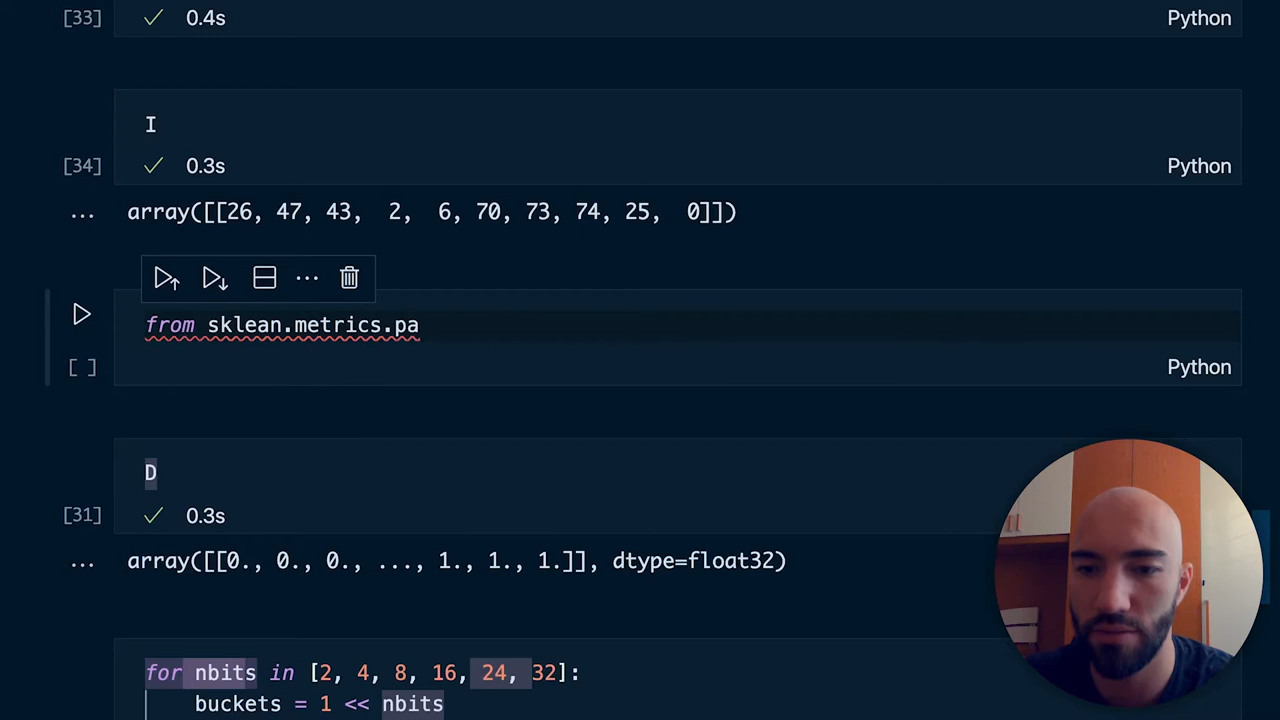 [33] 0.4s Python
I
[34] 0.3s Python
... array([[26, 47, 43,  2,  6, 70, 73, 74, 25,  0]])
...
from sklean.metrics.pa
[ ] Python
D
[31] 0.3s
... array([[0., 0., 0., ..., 1., 1., 1.]], dtype=float32)
for nbits in [2, 4, 8, 16, 24, 32]:
buckets = 1 << nbits